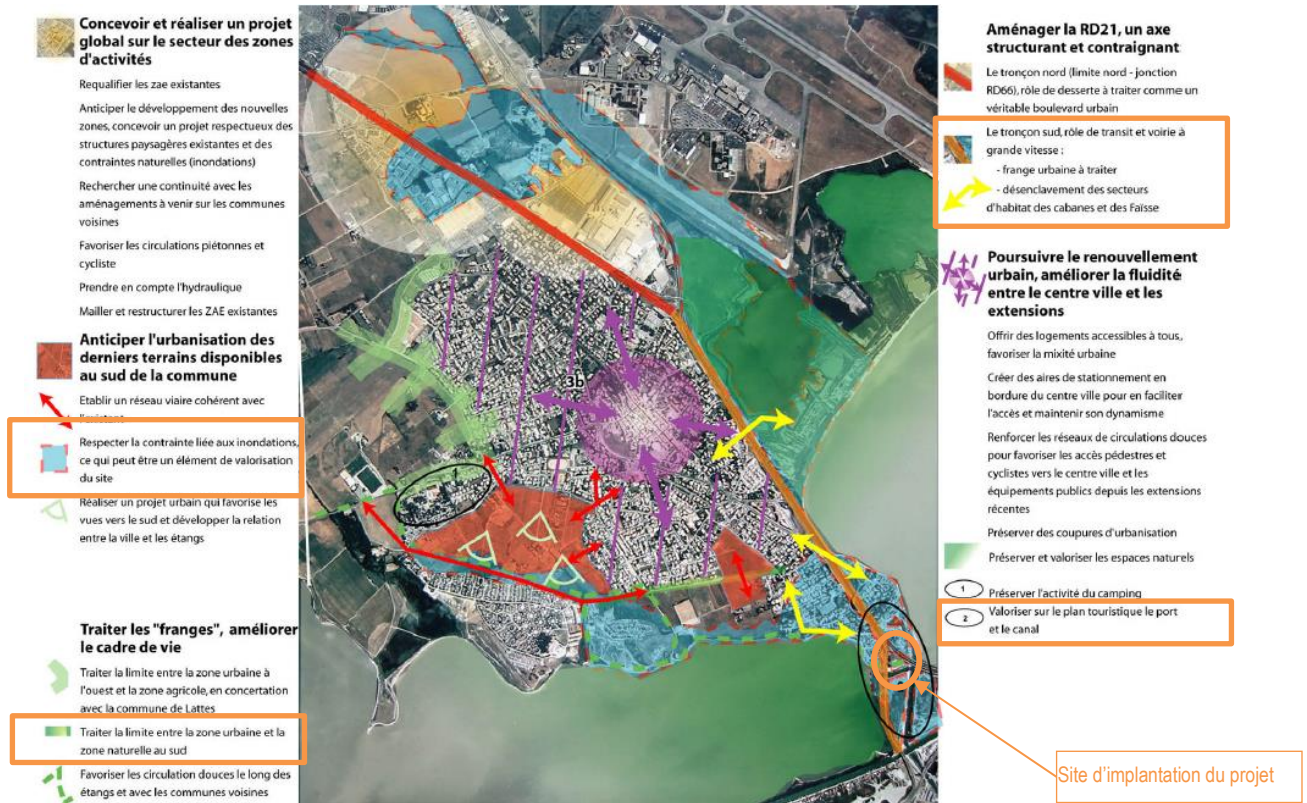 Concevoir et réaliser un projet
global sur le secteur des zones
d'activités
Requalifier les zae existantes
Anticiper le développement des nouvelles
zones, concevoir un projet respectueux des
structures paysagères existantes et des
contraintes naturelles (inondations)
Rechercher une continuité avec les
aménagements à venir sur les communes
voisines
Favoriser les circulations piétonnes et
cycliste
Prendre en compte l'hydraulique
Mailler et restructurer les ZAE existantes
Anticiper l'urbanisation des
derniers terrains disponibles
au sud de la commune
Etablir un réseau viaire cohérent avec
l'existant
Respecter la contrainte liée aux inondations,
ce qui peut être un élément de valorisation
du site
Réaliser un projet urbain qui favorise les
vues vers le sud et développer la relation
entre la ville et les étangs
Traiter les "franges", améliorer
le cadre de vie
Traiter la limite entre la zone urbaine à
l'ouest et la zone agricole, en concertation
avec la commune de Lattes
Traiter la limite entre la zone urbaine et la
zone naturelle au sud
Favoriser les circulation douces le long des
étangs et avec les communes voisines
3b
1
Aménager la RD21, un axe
structurant et contraignant
Le tronçon nord (limite nord - jonction
RD66), rôle de desserte à traiter comme un
véritable boulevard urbain
Le tronçon sud, rôle de transit et voirie à
grande vitesse :
- frange urbaine à traiter
- désenclavement des secteurs
d'habitat des cabanes et des Faïsse
Poursuivre le renouvellement
urbain, améliorer la fluidité
entre le centre ville et les
extensions
Offrir des logements accessibles à tous,
favoriser la mixité urbaine
Créer des aires de stationnement en
bordure du centre ville pour en faciliter
l'accès et maintenir son dynamisme
Renforcer les réseaux de circulations douces
pour favoriser les accès pédestres et
cyclistes vers le centre ville et les
équipements publics depuis les extensions
récentes
Préserver des coupures d'urbanisation
Préserver et valoriser les espaces naturels
1 Préserver l'activité du camping
2 Valoriser sur le plan touristique le port
et le canal
Site d'implantation du projet